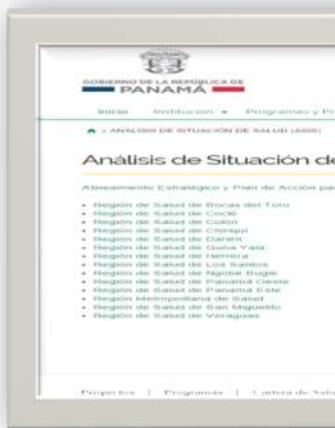 GOBIERNO DE LA REPÚBLICA DE
PANAMÁ
Inicio Institución Programas y
» ANÁLISIS DE SITUACIÓN DE SALUD (ASIS)
Análisis de Situación de
Alineamiento Estratégico y Plan de Acción
Región de Salud de Bocas del Toro
Región de Salud de Coclé
Región de Salud de Colón
Región de Salud de Chiriquí
Región de Salud de Darién
Región de Salud de Guna Yala
Región de Salud de Herrera
Región de Salud de Los Santos
Región de Salud de Ngobe Bugle
Región de Salud de Panamá Oeste
Región de Salud de Panamá Este
Región Metropolitana de Salud
Región de Salud de San Miguelito
Región de Salud de Veraguas
Proyectos | Programas | Cartera de